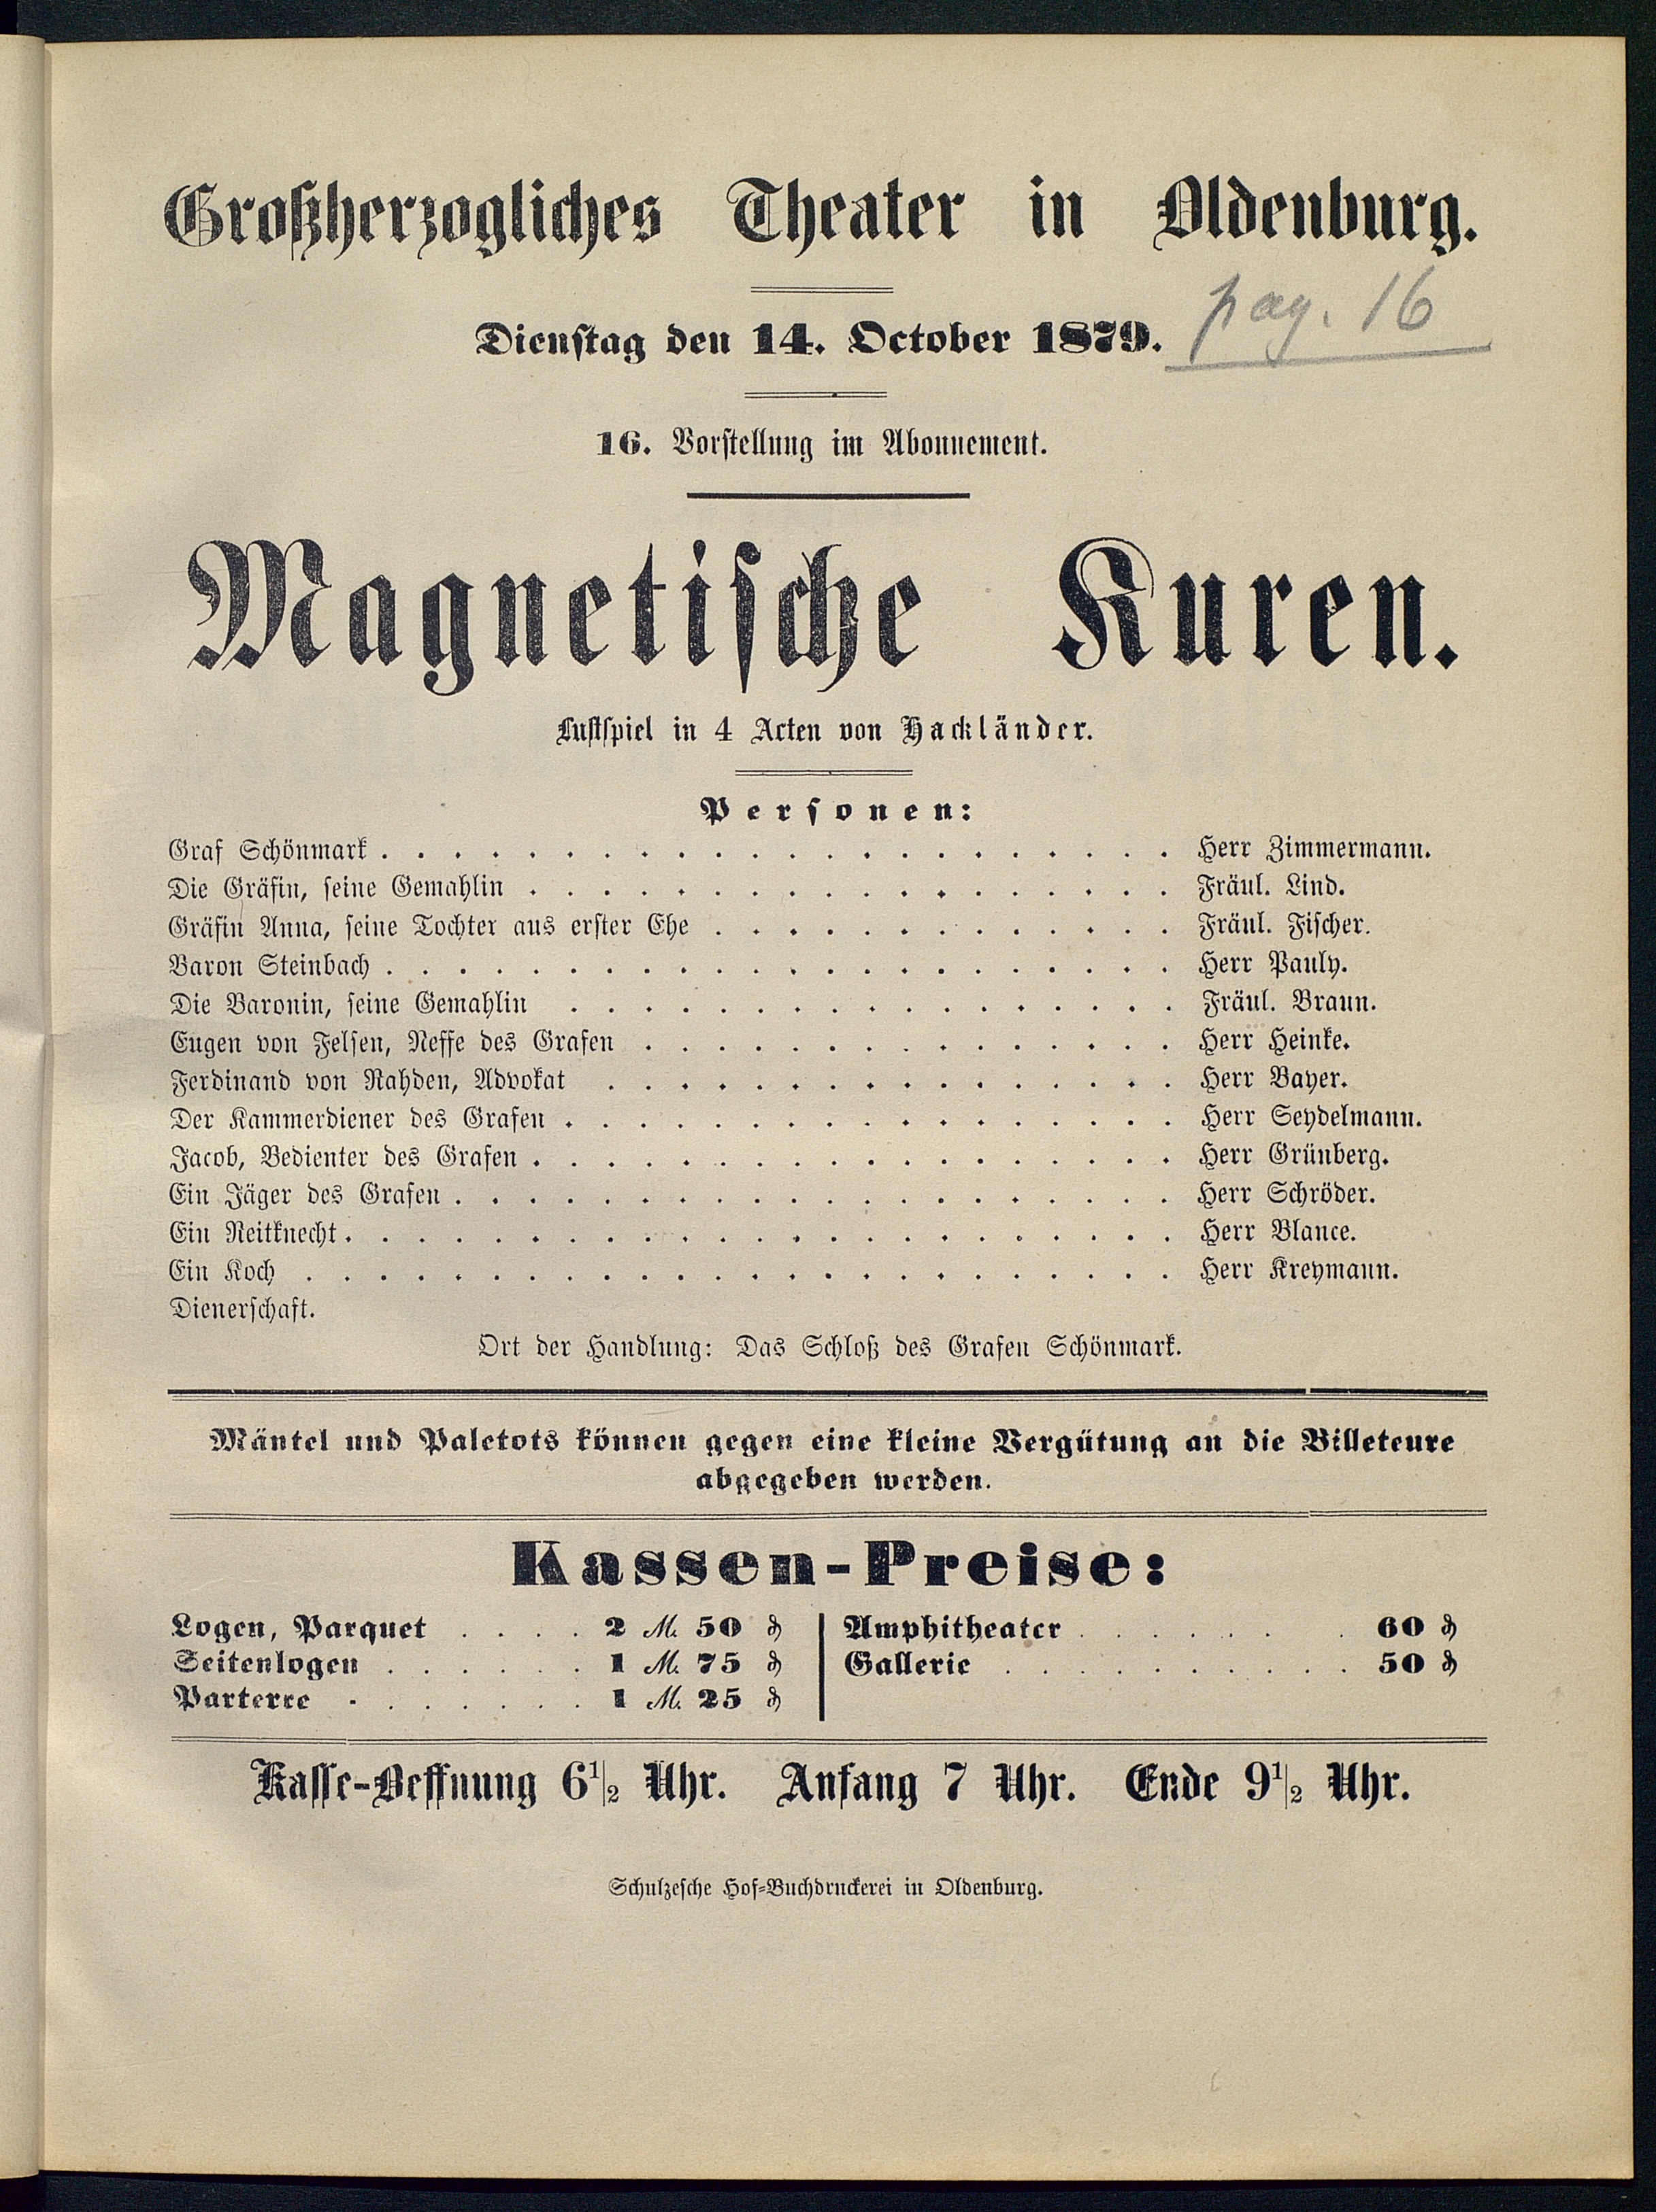 Großherzogliches Theater in Oldenburg.
pag. 16
Dienstag den 14. October 1879.
16. Vorstellung im Abonnement.
Magnetische Kuren.
Lustspiel in 4 Acten von Hackländer.
Personen:
Graf Schönmark . . . . . . . . . . . . . . . . . . . . . . Herr Zimmermann.
Die Gräfin, seine Gemahlin . . . . . . . . . . . . . . . . . . Fräul. Lind.
Gräfin Anna, seine Tochter aus erster Ehe . . . . . . . . . . . . . Fräul. Fischer.
Baron Steinbach . . . . . . . . . . . . . . . . . . . . . . Herr Pauly.
Die Baronin, seine Gemahlin . . . . . . . . . . . . . . . . . Fräul. Braun.
Eugen von Felsen, Neffe des Grafen . . . . . . . . . . . . . . . Herr Heinke.
Ferdinand von Rahden, Advokat . . . . . . . . . . . . . . . . Herr Bayer.
Der Kammerdiener des Grafen . . . . . . . . . . . . . . . . . Herr Seydelmann.
Jacob, Bedienter des Grafen . . . . . . . . . . . . . . . . . . Herr Grünberg.
Ein Jäger des Grafen . . . . . . . . . . . . . . . . . . . . Herr Schröder.
Ein Reitknecht . . . . . . . . . . . . . . . . . . . . . . . Herr Blance.
Ein Koch . . . . . . . . . . . . . . . . . . . . . . . . Herr Kreymann.
Dienerschaft.
Ort der Handlung: Das Schloß des Grafen Schönmark.
Mäntel und Paletots können gegen eine kleine Vergütung an die Billeteure
abgegeben werden.
Kassen-Preise:
Logen, Parquet . . . . 2 M. 50 ₰
Seitenlogen . . . . . . 1 M. 75 ₰
Parterre . . . . . . . 1 M. 25 ₰
Amphitheater . . . . . . 60 ₰
Gallerie . . . . . . . . . . 50 ₰
Kasse-Oeffnung 6½ Uhr. Anfang 7 Uhr. Ende 9½ Uhr.
Schulzesche Hof-Buchdruckerei in Oldenburg.